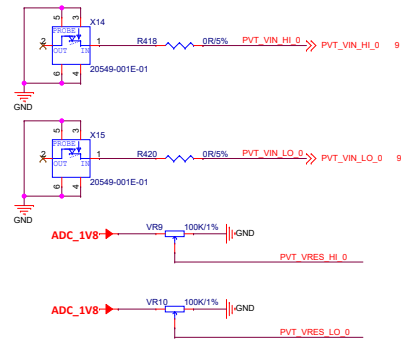 5 3 X14
PROBE
2 1 R418 0R/5% PVT_VIN_HI_0 PVT_VIN_HI_0 9
OUT IN
6 4 20549-001E-01
GND
5 3 X15
PROBE
2 1 R420 0R/5% PVT_VIN_LO_0 PVT_VIN_LO_0 9
OUT IN
6 4 20549-001E-01
GND
VR9 100K/1%
ADC_1V8 GND
PVT_VRES_HI_0
VR10 100K/1%
ADC_1V8 GND
PVT_VRES_LO_0